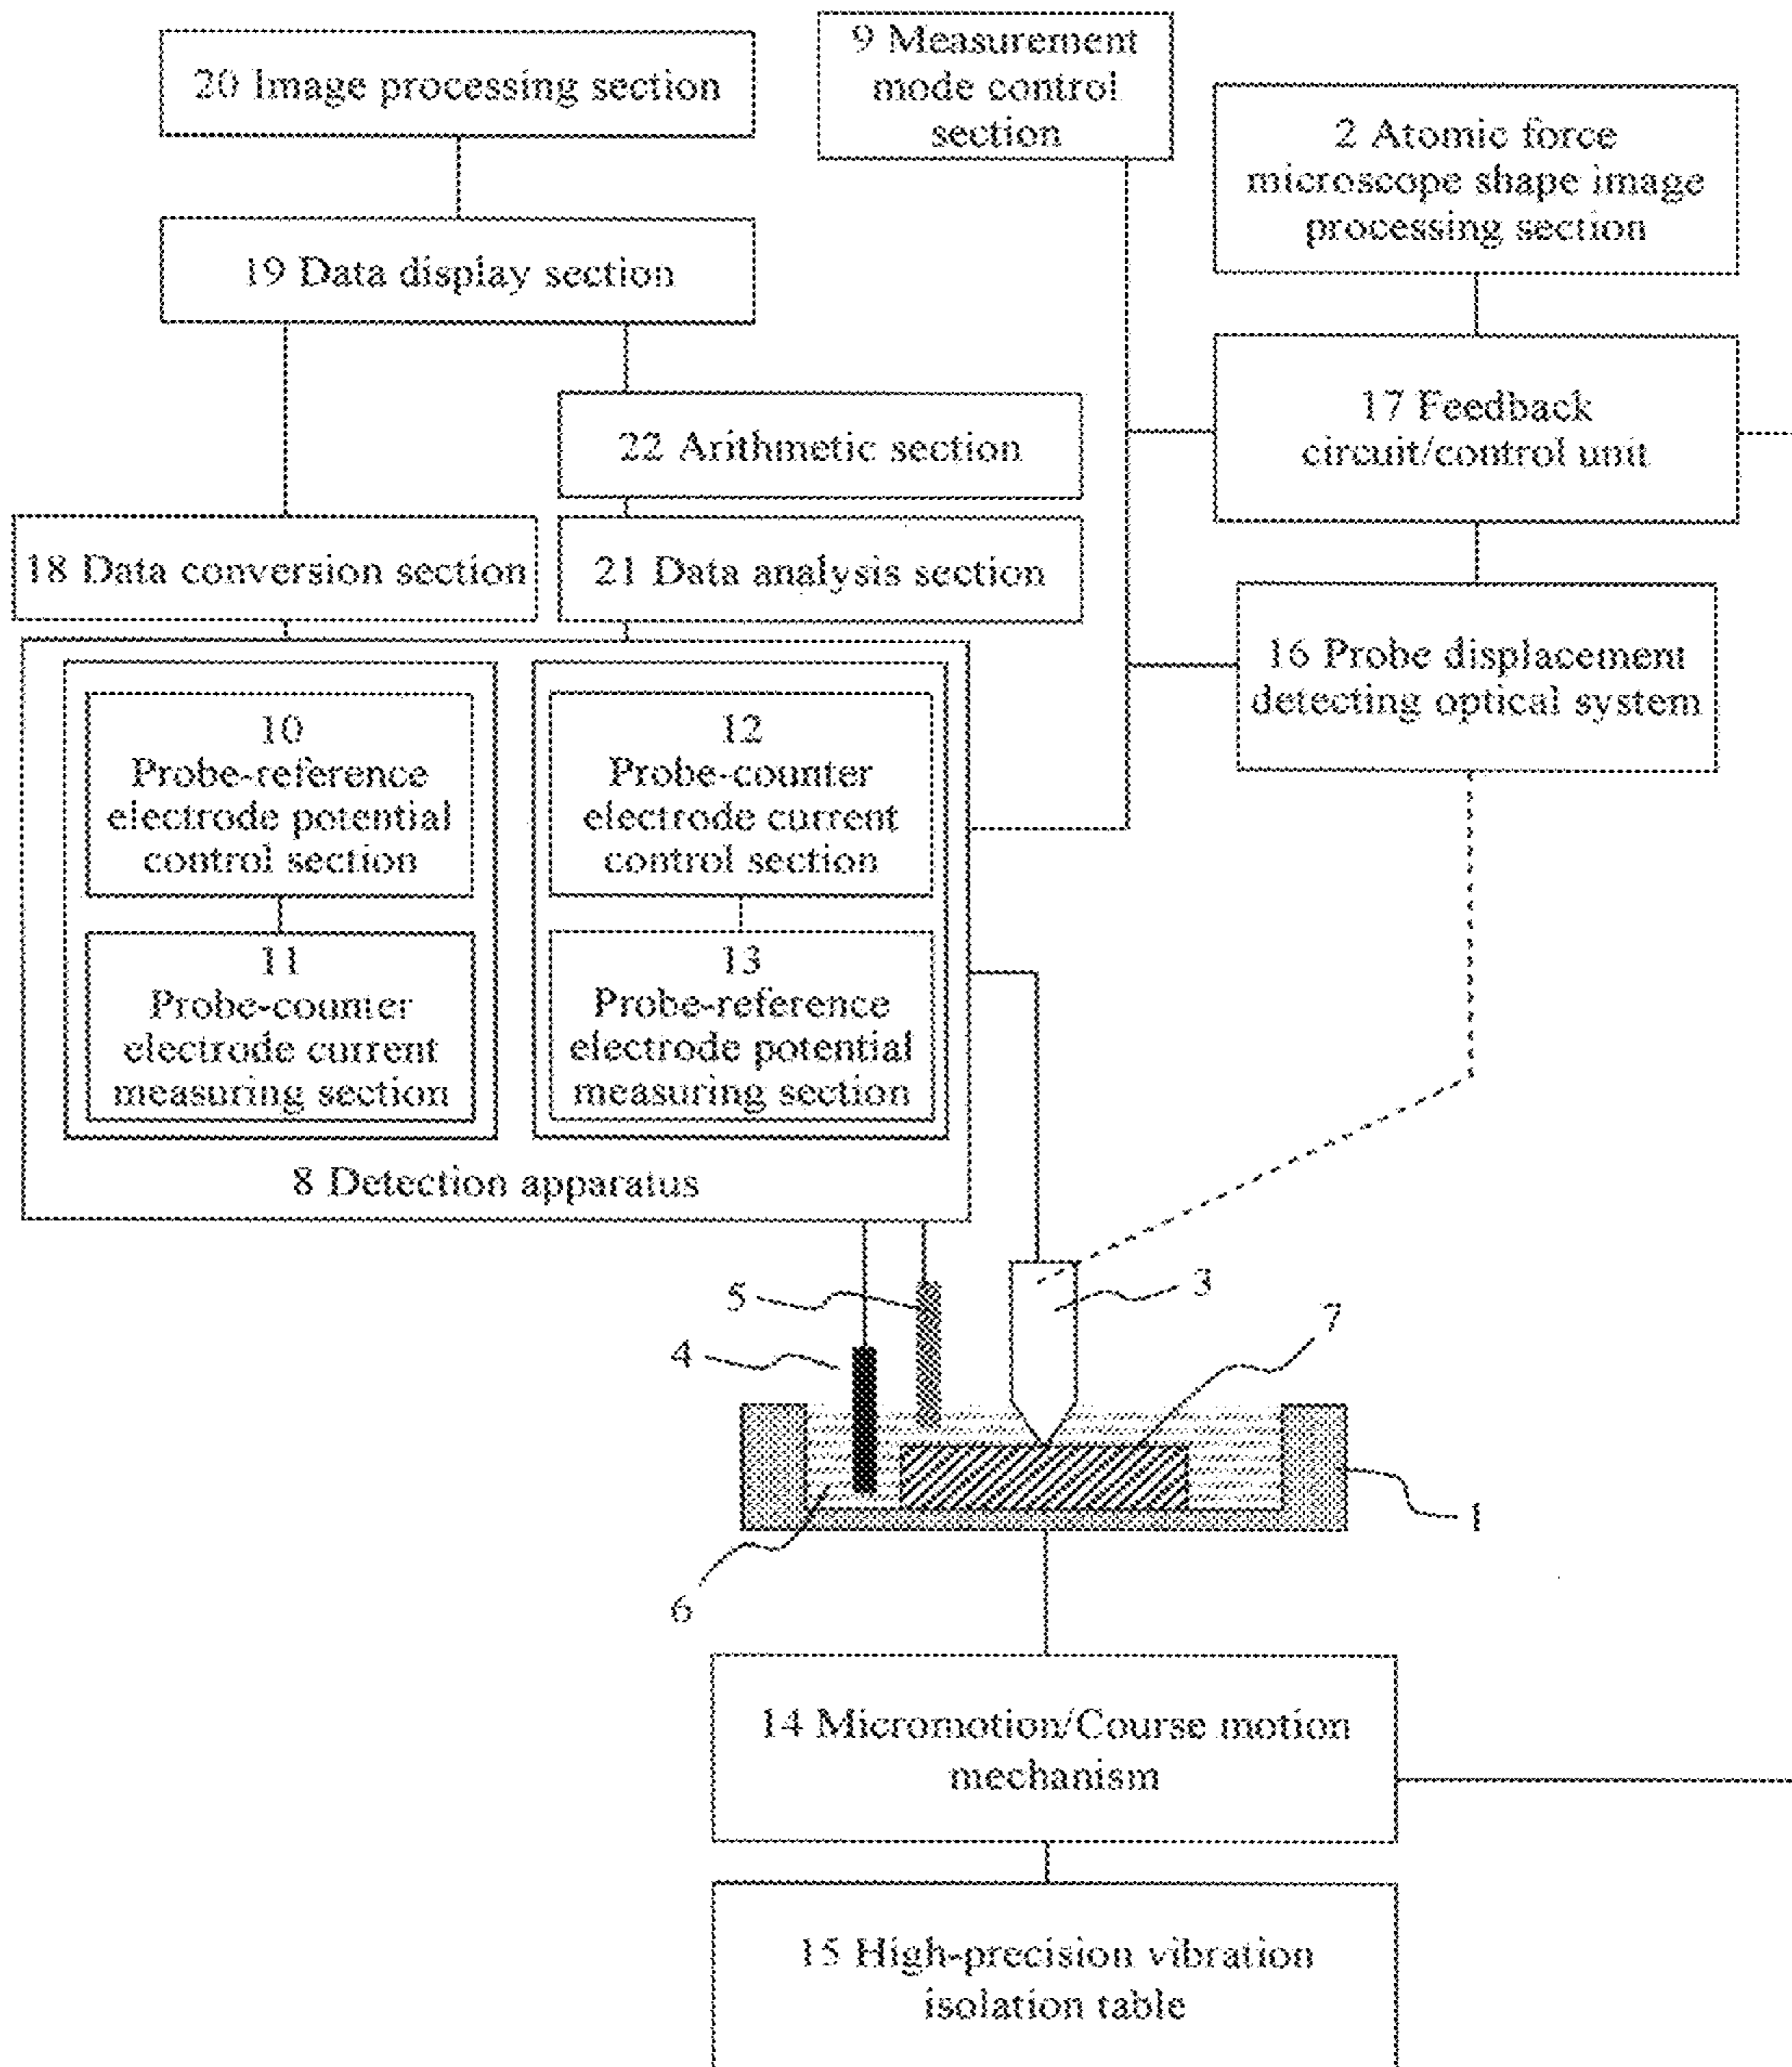 20 Image processing section
9 Measurement
mode control
section
2 Atomic force
microscope shape image
processing section
19 Data display section
17 Feedback
circuit/control unit
22 Arithmetic section
18 Data conversion section
21 Data analysis section
16 Probe displacement
detecting optical system
10
Probe-reference
electrode potential
control section
12
Probe-counter
electrode current
control section
11
Probe-counter
electrode current
measuring section
13
Probe-reference
electrode potential
measuring section
8 Detection apparatus
5
3
7
4
1
6
14 Micromotion/Course motion
mechanism
15 High-precision vibration
isolation table